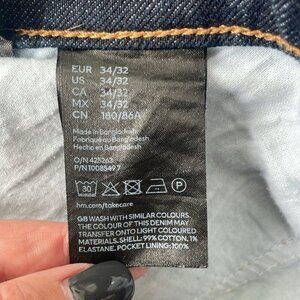 EUR 34/32
US 34/32
CA 34/32
MX 34/32
CN 180/86A
Made in Bangladesh
Fabriqué au Bangladesh
Hecho en Bangladesh
O/N 425263
P/N 1008549 7
30
P
hm.com/takecare
GB WASH WITH SIMILAR COLOURS.
THE COLOUR OF THIS DENIM MAY
TRANSFER ONTO LIGHT COLOURED
MATERIALS. SHELL: 99% COTTON, 1%
ELASTANE. POCKET LINING: 100%